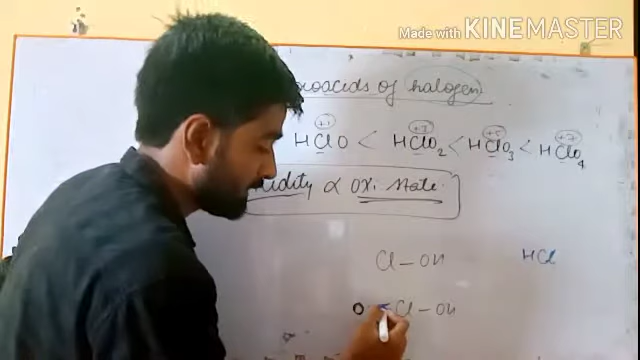 Made with KINEMASTER
oxoacids of halogen
+1 +3 +5 +7
HClO < HClO2 < HClO3 < HClO4
Acidity ∝ oxi. state.
Cl – OH HCl
O = Cl – OH